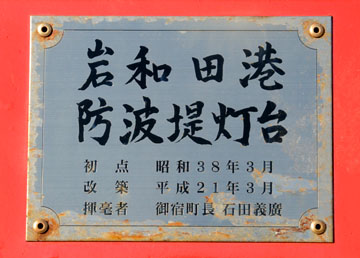 岩和田港
防波堤灯台
初点 昭和38年3月
改築 平成21年3月
揮毫者 御宿町長 石田義廣